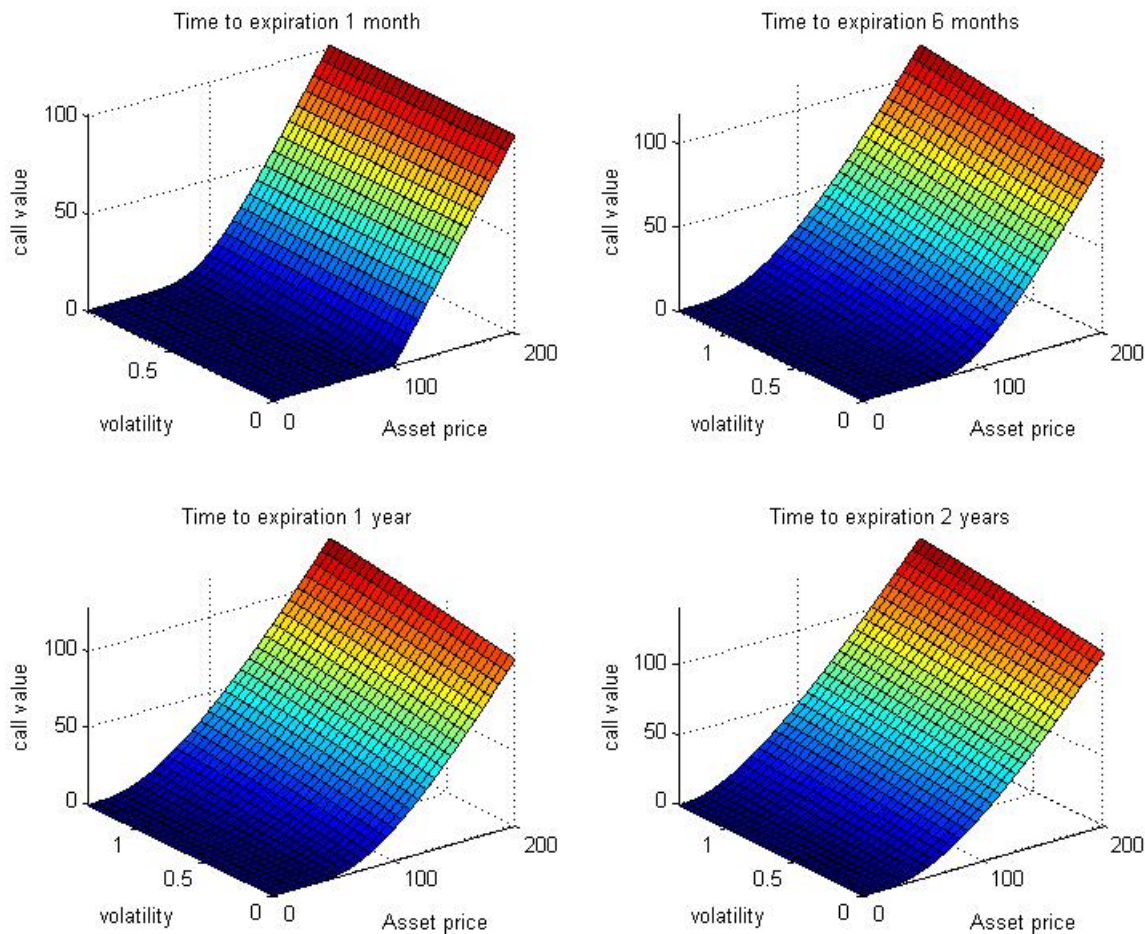 Time to expiration 1 month
100
50
0
call value
0.5
0
volatility
0
100
200
Asset price
Time to expiration 6 months
100
50
0
call value
1
0.5
0
volatility
0
100
200
Asset price
Time to expiration 1 year
100
50
0
call value
1
0.5
0
volatility
0
100
200
Asset price
Time to expiration 2 years
100
50
0
call value
1
0.5
0
volatility
0
100
200
Asset price